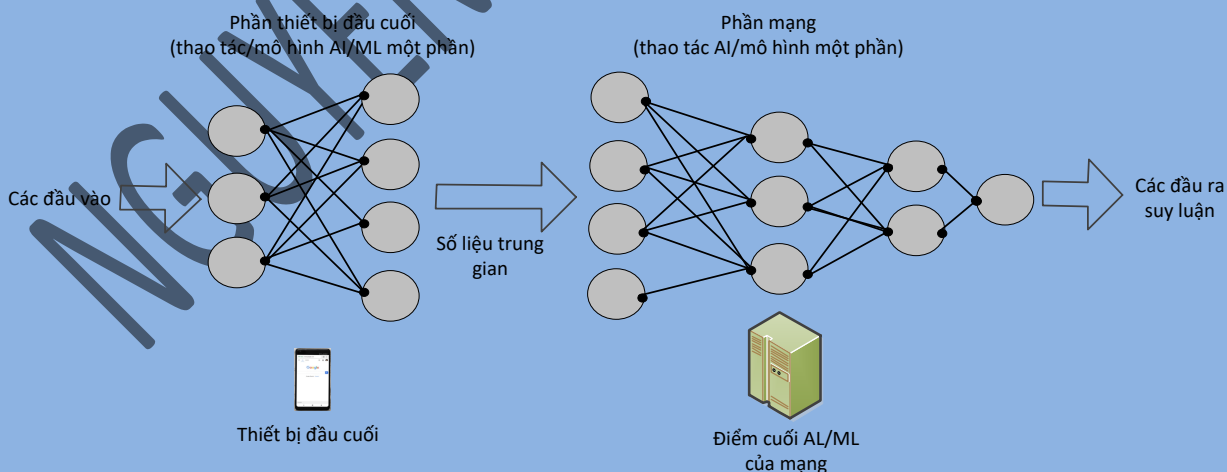 Phần thiết bị đầu cuối
(thao tác/mô hình AI/ML một phần)
Phần mạng
(thao tác AI/mô hình một phần)
Các đầu vào
Số liệu trung
gian
Các đầu ra
suy luận
Thiết bị đầu cuối
Điểm cuối AL/ML
của mạng
NGUYEN